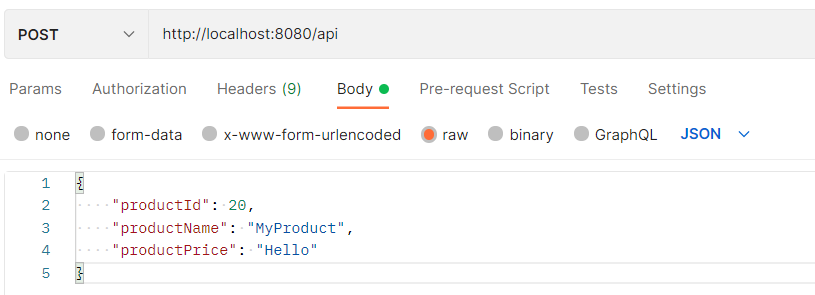 POST http://localhost:8080/api
Params Authorization Headers (9) Body Pre-request Script Tests Settings
none form-data x-www-form-urlencoded raw binary GraphQL JSON
1 {
2 "productId": 20,
3 "productName": "MyProduct",
4 "productPrice": "Hello"
5 }